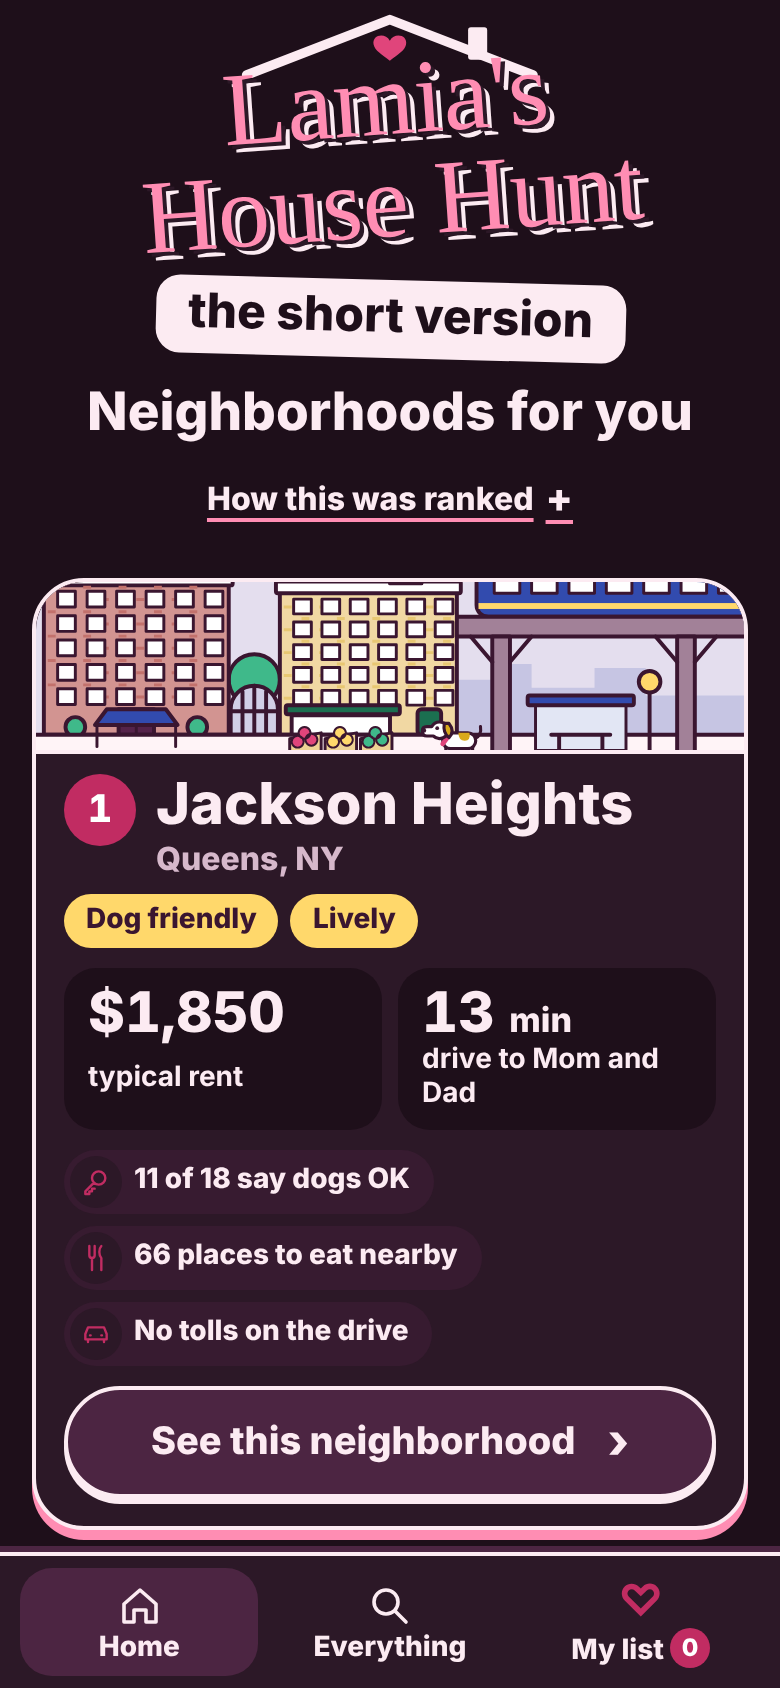 Lamia's
House Hunt
the short version
Neighborhoods for you
How this was ranked +
1 Jackson Heights
Queens, NY
Dog friendly Lively
$1,850
typical rent
13 min
drive to Mom and
Dad
11 of 18 say dogs OK
66 places to eat nearby
No tolls on the drive
See this neighborhood ›
Home Everything My list 0